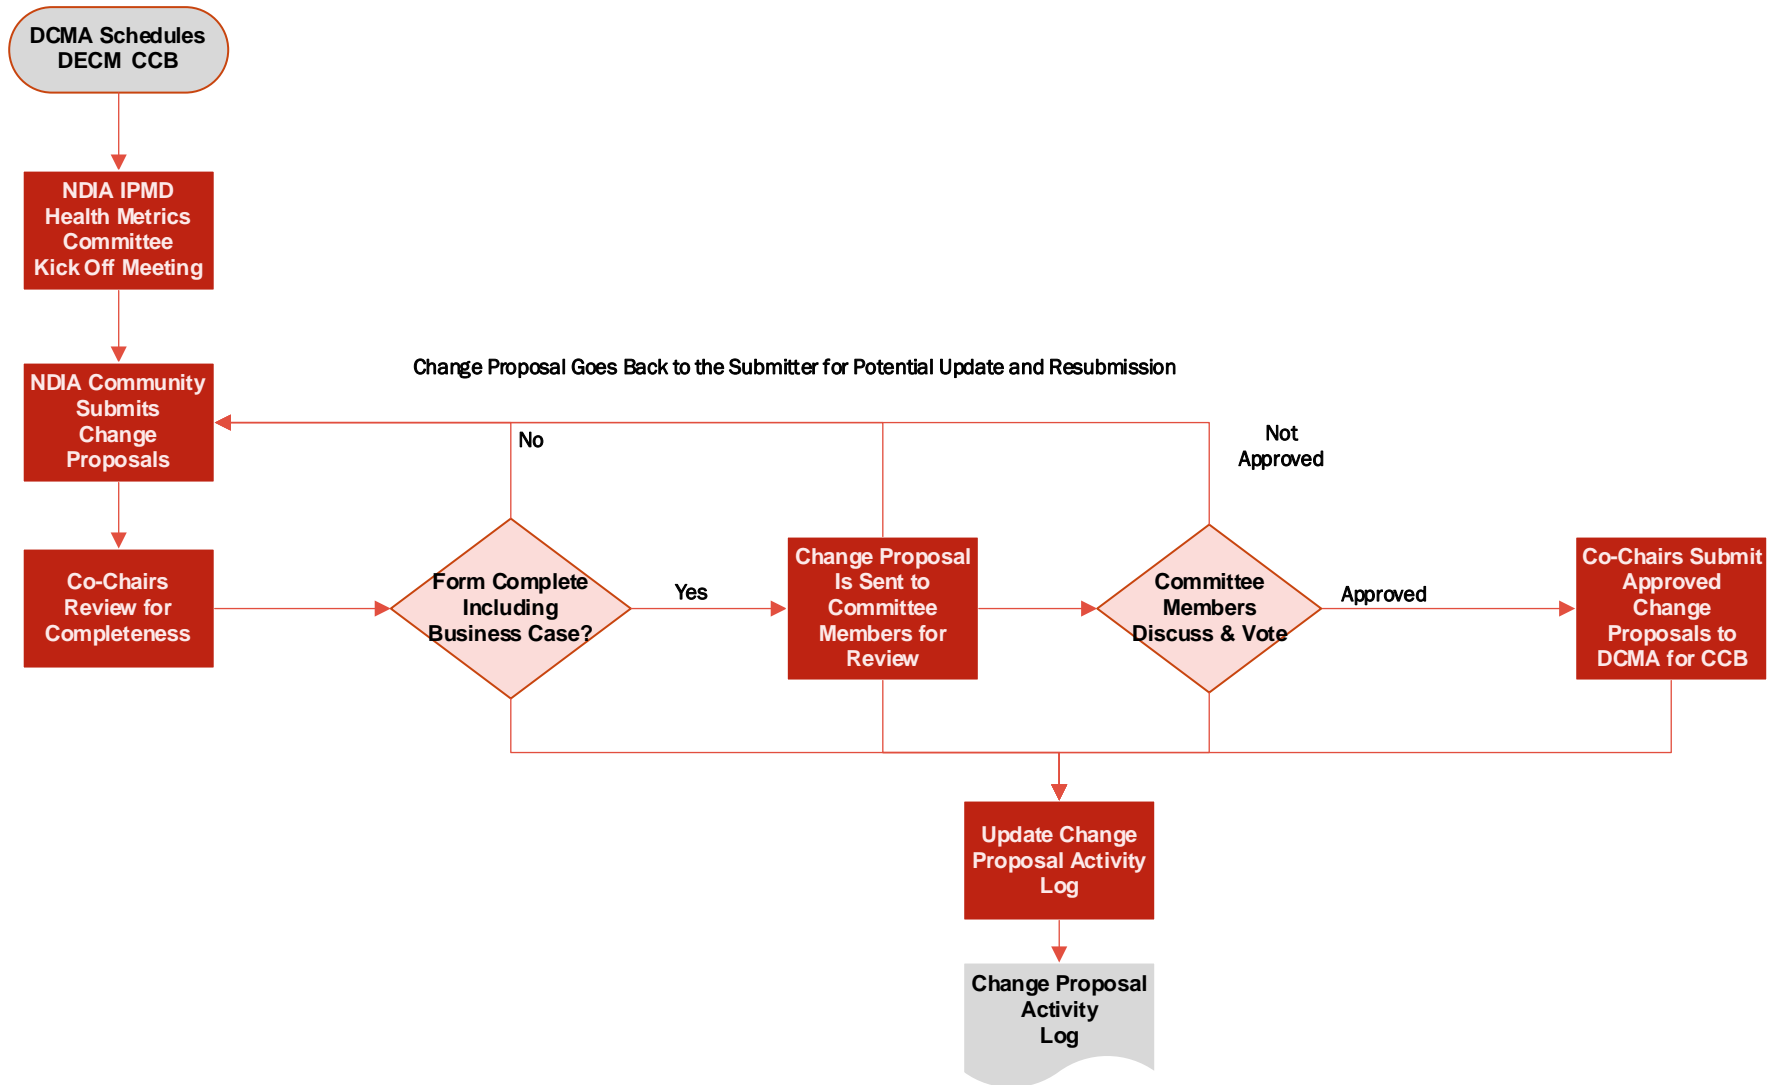 DCMA Schedules
DECM CCB
NDIA IPMD
Health Metrics
Committee
Kick Off Meeting
Change Proposal Goes Back to the Submitter for Potential Update and Resubmission
NDIA Community
Submits
Change
Proposals
No
Not
Approved
Co-Chairs
Review for
Completeness
Form Complete
Including
Business Case?
Yes
Change Proposal
Is Sent to
Committee
Members for
Review
Committee
Members
Discuss & Vote
Approved
Co-Chairs Submit
Approved
Change
Proposals to
DCMA for CCB
Update Change
Proposal Activity
Log
Change Proposal
Activity
Log